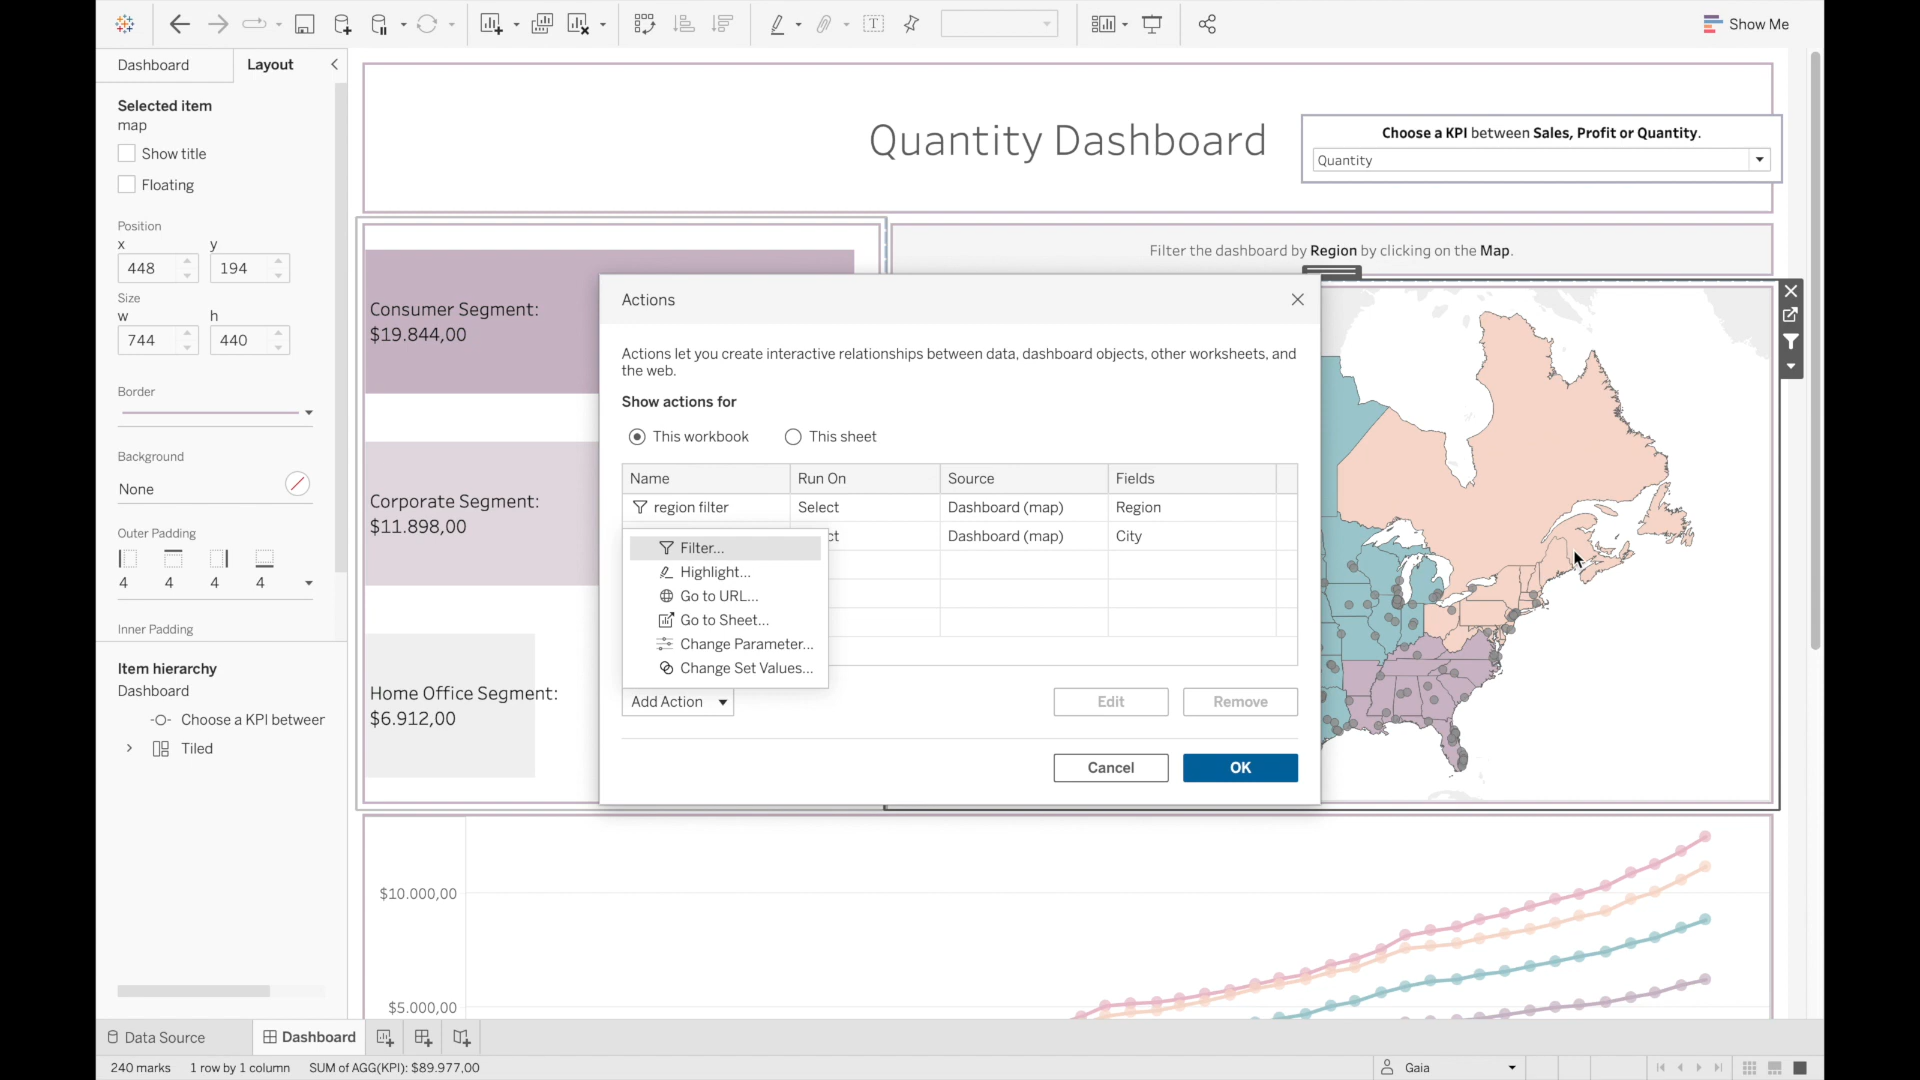 Show Me
Dashboard
Layout
Selected item
map
Show title
Floating
Position
x
y
448
194
Size
w
h
744
440
Border
Background
None
Outer Padding
4
4
4
4
Inner Padding
Item hierarchy
Dashboard
Choose a KPI between
Tiled
Quantity Dashboard
Choose a KPI between Sales, Profit or Quantity.
Quantity
Filter the dashboard by Region by clicking on the Map.
Consumer Segment:
$19.844,00
Corporate Segment:
$11.898,00
Home Office Segment:
$6.912,00
Actions
Actions let you create interactive relationships between data, dashboard objects, other worksheets, and
the web.
Show actions for
This workbook
This sheet
Name
Run On
Source
Fields
region filter
Select
Dashboard (map)
Region
ct
Dashboard (map)
City
Filter...
Highlight...
Go to URL...
Go to Sheet...
Change Parameter...
Change Set Values...
Add Action
Edit
Remove
Cancel
OK
$10.000,00
$5.000,00
Data Source
Dashboard
240 marks
1 row by 1 column
SUM of AGG(KPI): $89.977,00
Gaia